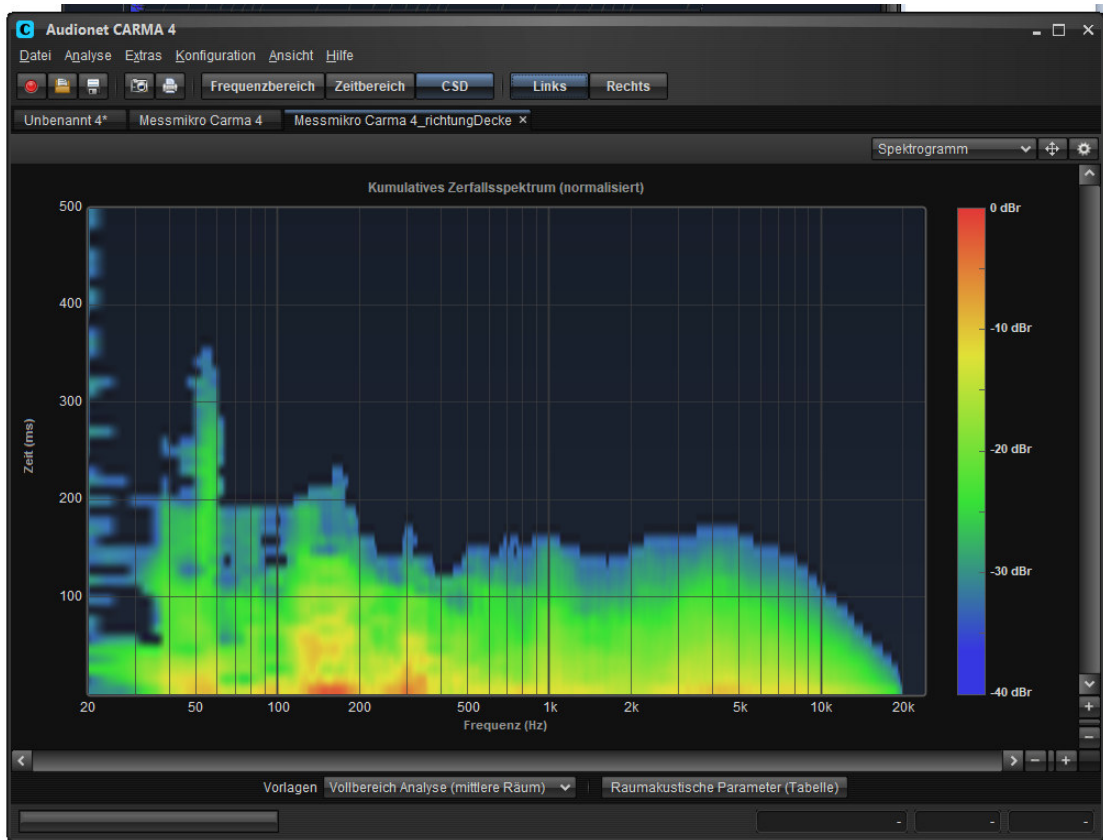 Audionet CARMA 4
Datei Analyse Extras Konfiguration Ansicht Hilfe
Frequenzbereich Zeitbereich CSD Links Rechts
Unbenannt 4* Messmikro Carma 4 Messmikro Carma 4_richtungDecke ×
Spektrogramm
Kumulatives Zerfallsspektrum (normalisiert)
500 0 dBr
400
-10 dBr
300
Zeit (ms)
-20 dBr
200
-30 dBr
100
-40 dBr
20 50 100 200 500 1k 2k 5k 10k 20k
Frequenz (Hz)
Vorlagen Vollbereich Analyse (mittlere Räum) Raumakustische Parameter (Tabelle)
- - -